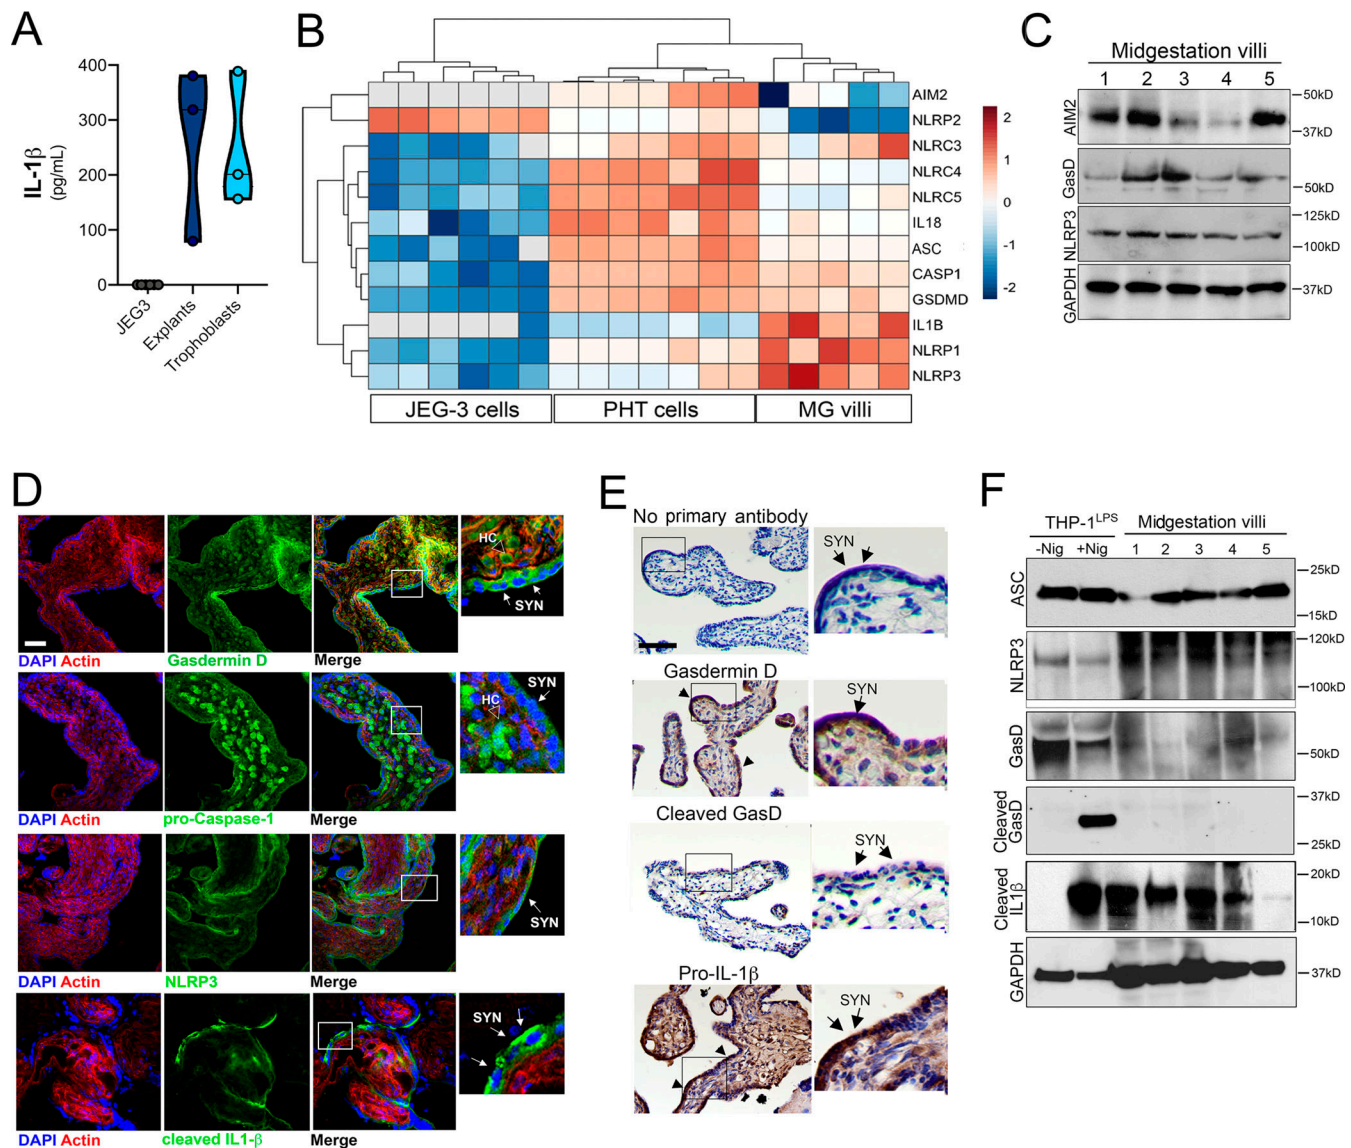 A
IL-1β
(pg/mL)
400
300
200
100
0
JEG3
Explants
Trophoblasts
B
AIM2
NLRP2
NLRC3
NLRC4
NLRC5
IL18
ASC
CASP1
GSDMD
IL1B
NLRP1
NLRP3
2
1
0
-1
-2
JEG-3 cells
PHT cells
MG villi
C
Midgestation villi
1 2 3 4 5
AIM2
50kD
37kD
GasD
50kD
NLRP3
125kD
100kD
GAPDH
37kD
D
HC
SYN
DAPI Actin
Gasdermin D
Merge
SYN
HC
DAPI Actin
pro-Caspase-1
Merge
SYN
DAPI Actin
NLRP3
Merge
SYN
DAPI Actin
cleaved IL1-β
Merge
E
No primary antibody
SYN
Gasdermin D
SYN
Cleaved GasD
SYN
Pro-IL-1β
SYN
F
THP-1LPS
Midgestation villi
-Nig +Nig 1 2 3 4 5
ASC
25kD
15kD
NLRP3
120kD
100kD
GasD
50kD
Cleaved
GasD
37kD
25kD
Cleaved
IL1β
20kD
10kD
GAPDH
37kD